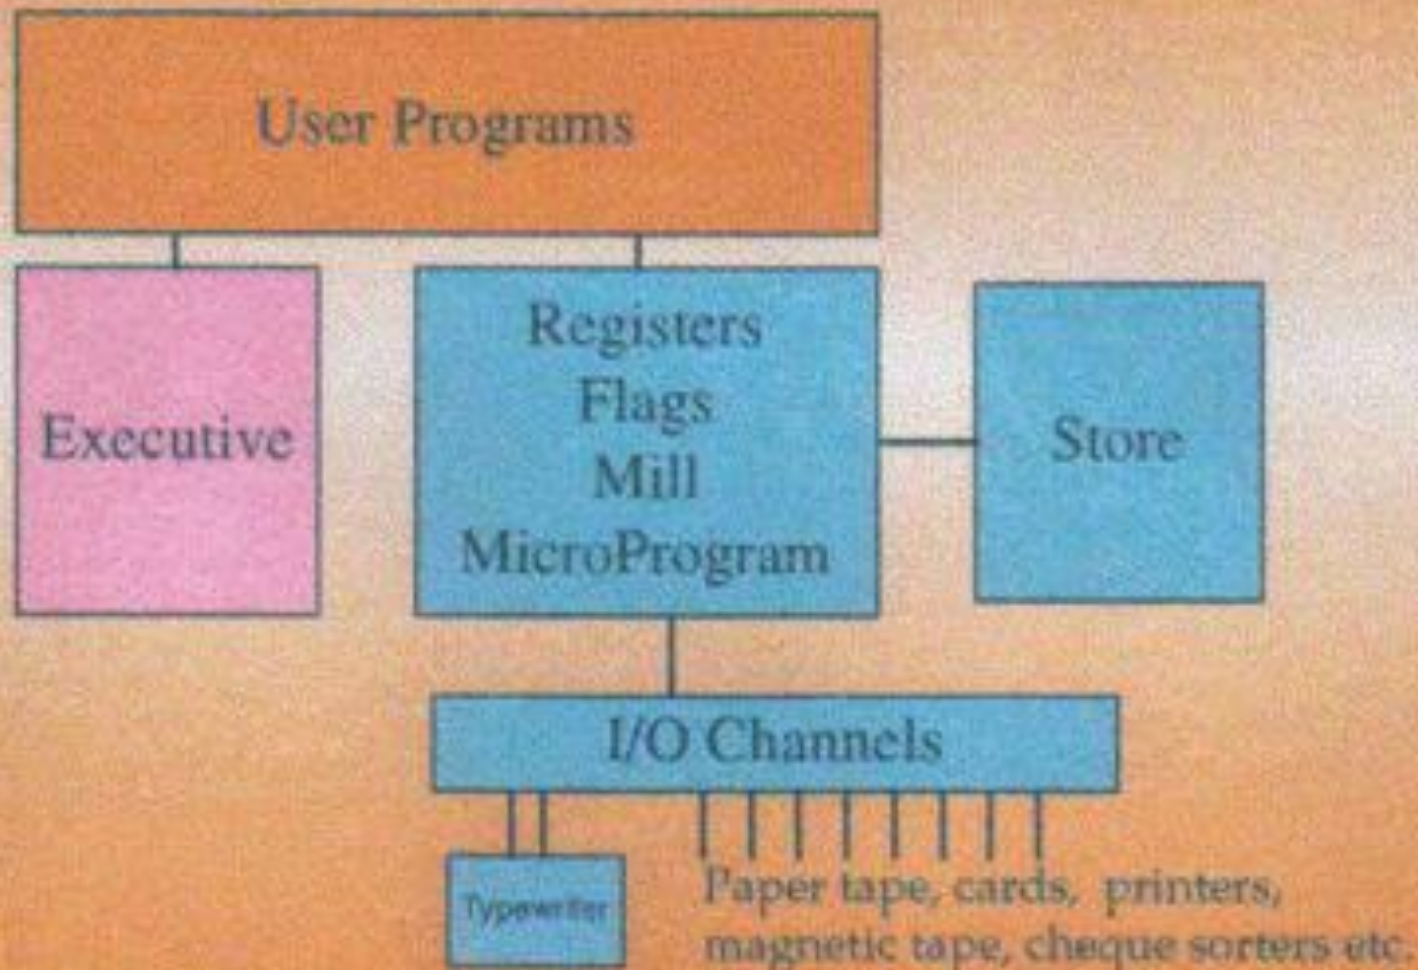 User Programs
Executive
Registers
Flags
Mill
MicroProgram
Store
I/O Channels
Typewriter
Paper tape, cards, printers,
magnetic tape, cheque sorters etc